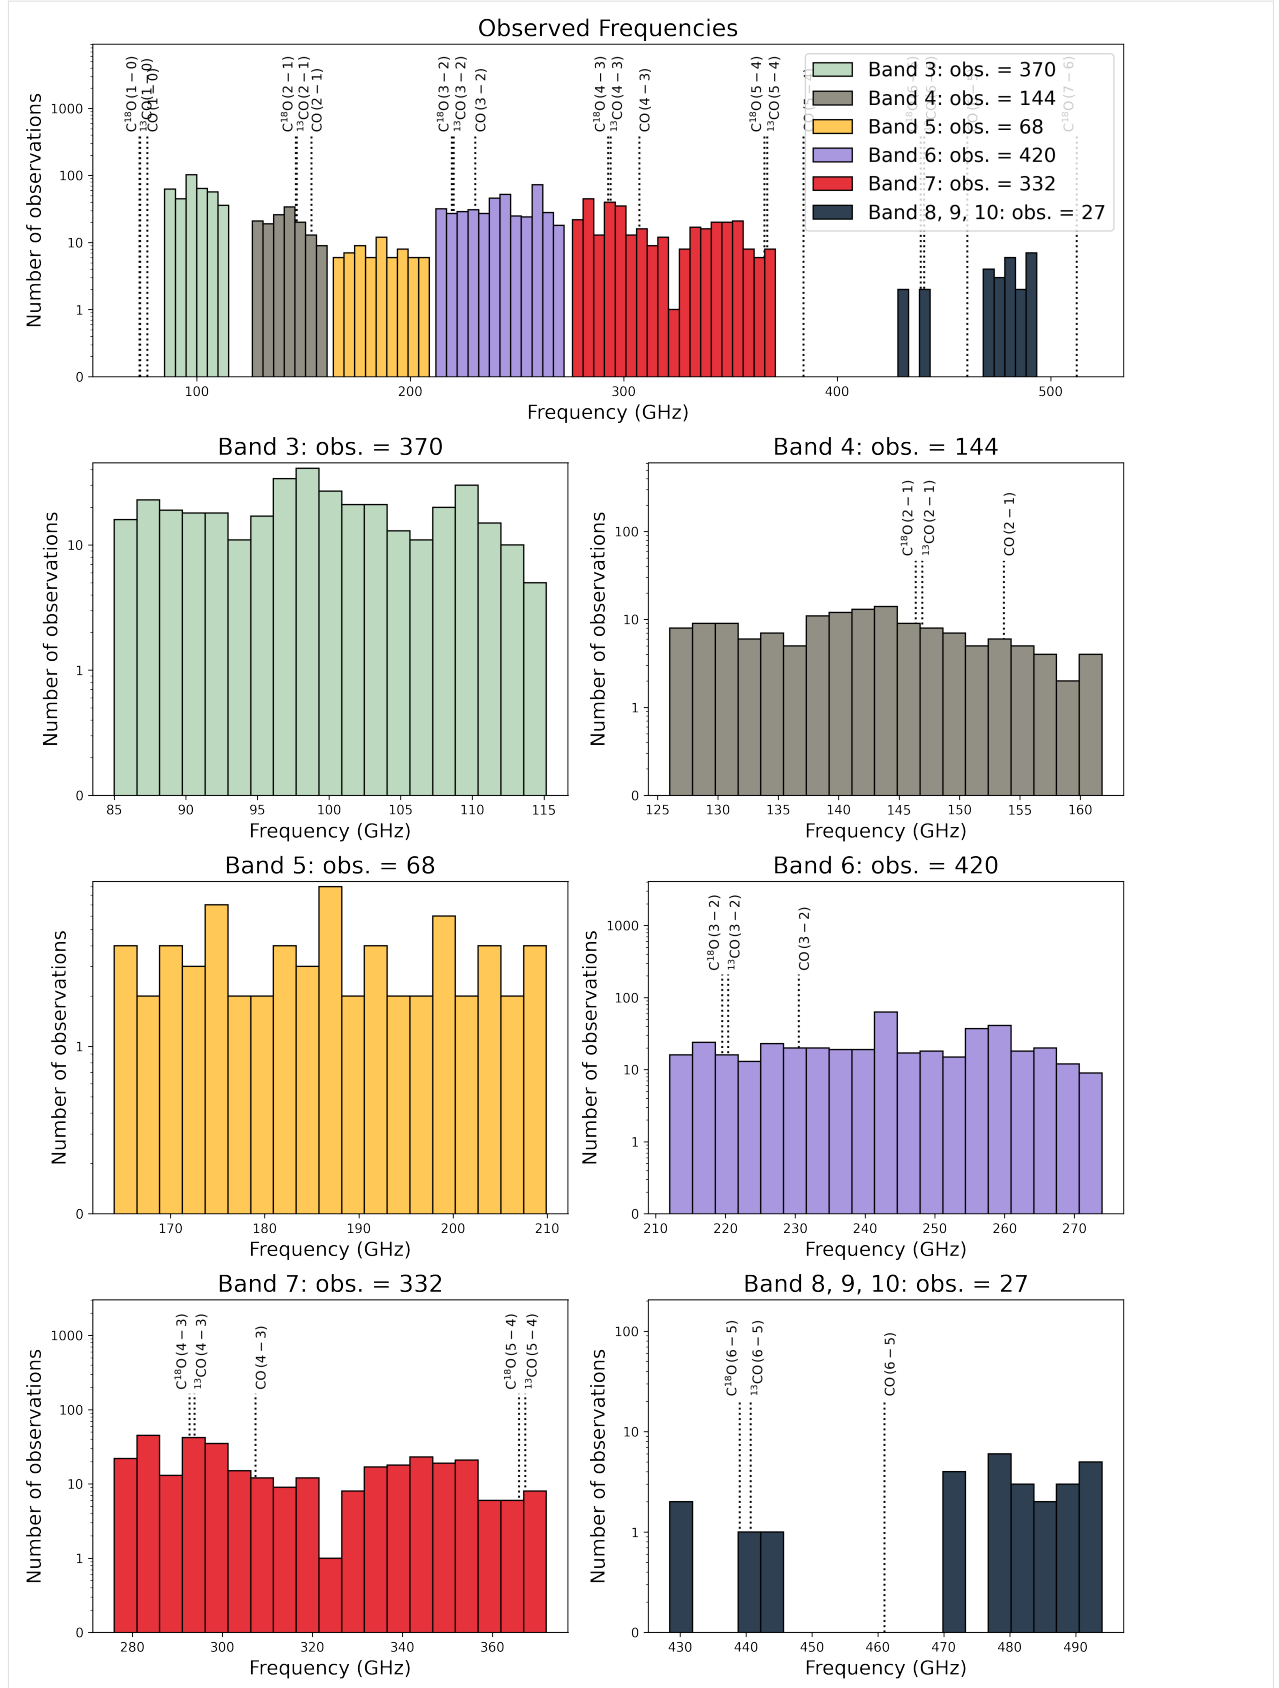 Observed Frequencies
Number of observations
1000
100
10
1
0
C¹⁸O(1−0)
¹³CO(1−0)
CO(1−0)
C¹⁸O(2−1)
¹³CO(2−1)
CO(2−1)
C¹⁸O(3−2)
¹³CO(3−2)
CO(3−2)
C¹⁸O(4−3)
¹³CO(4−3)
CO(4−3)
C¹⁸O(5−4)
¹³CO(5−4)
C¹⁸O(7−6)
Band 3: obs. = 370
Band 4: obs. = 144
Band 5: obs. = 68
Band 6: obs. = 420
Band 7: obs. = 332
Band 8, 9, 10: obs. = 27
100 200 300 400 500
Frequency (GHz)
Band 3: obs. = 370
Number of observations
10
1
0
85 90 95 100 105 110 115
Frequency (GHz)
Band 4: obs. = 144
Number of observations
100
10
1
0
C¹⁸O(2−1)
¹³CO(2−1)
CO(2−1)
125 130 135 140 145 150 155 160
Frequency (GHz)
Band 5: obs. = 68
Number of observations
1
0
170 180 190 200 210
Frequency (GHz)
Band 6: obs. = 420
Number of observations
1000
100
10
1
0
C¹⁸O(3−2)
¹³CO(3−2)
CO(3−2)
210 220 230 240 250 260 270
Frequency (GHz)
Band 7: obs. = 332
Number of observations
1000
100
10
1
0
C¹⁸O(4−3)
¹³CO(4−3)
CO(4−3)
C¹⁸O(5−4)
¹³CO(5−4)
280 300 320 340 360
Frequency (GHz)
Band 8, 9, 10: obs. = 27
Number of observations
100
10
1
0
C¹⁸O(6−5)
¹³CO(6−5)
CO(6−5)
430 440 450 460 470 480 490
Frequency (GHz)